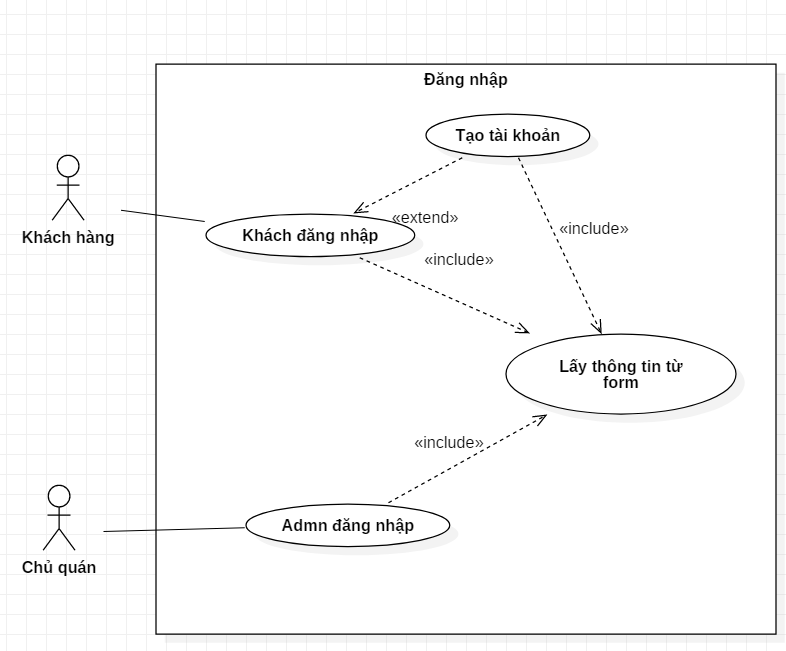 Đăng nhập
Tạo tài khoản
«extend»
«include»
Khách hàng
Khách đăng nhập
«include»
Lấy thông tin từ
form
«include»
Admn đăng nhập
Chủ quán